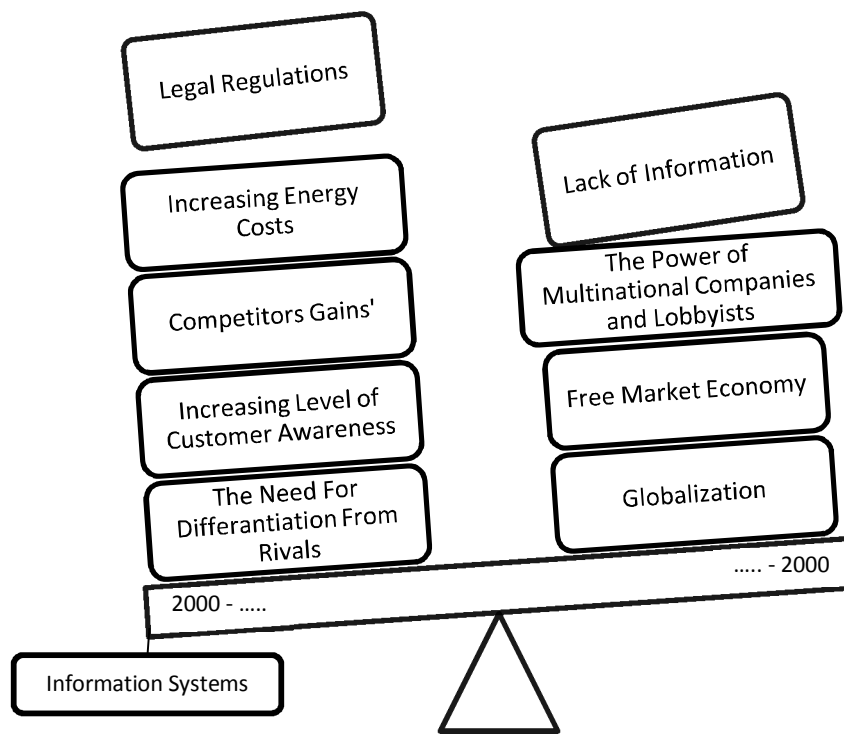 Legal Regulations
Increasing Energy
Costs
Competitors Gains'
Increasing Level of
Customer Awareness
The Need For
Differantiation From
Rivals
2000 - .....
Information Systems
Lack of Information
The Power of
Multinational Companies
and Lobbyists
Free Market Economy
Globalization
..... - 2000